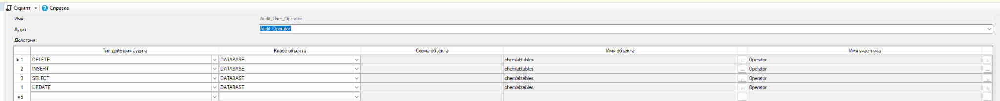 Скрипт Справка
Имя: Audit_User_Operator
Аудит: Audit_Operator
Действия:
Тип действия аудита Класс объекта Схема объекта Имя объекта Имя участника
1 DELETE DATABASE chemlabtables ... Operator ...
2 INSERT DATABASE chemlabtables ... Operator ...
3 SELECT DATABASE chemlabtables ... Operator ...
4 UPDATE DATABASE chemlabtables ... Operator ...
5